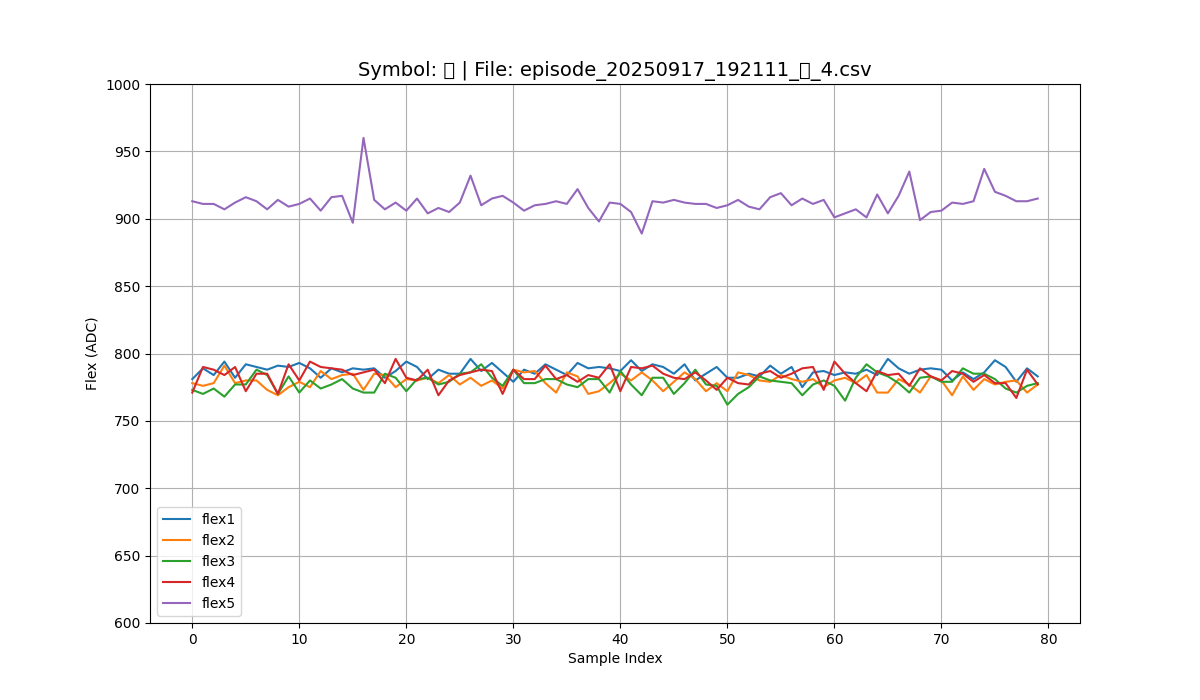 Symbol: | File: episode_20250917_192111_ _4.csv
1000
950
900
850
800
750
700
650
600
Flex (ADC)
flex1
flex2
flex3
flex4
flex5
0 10 20 30 40 50 60 70 80
Sample Index